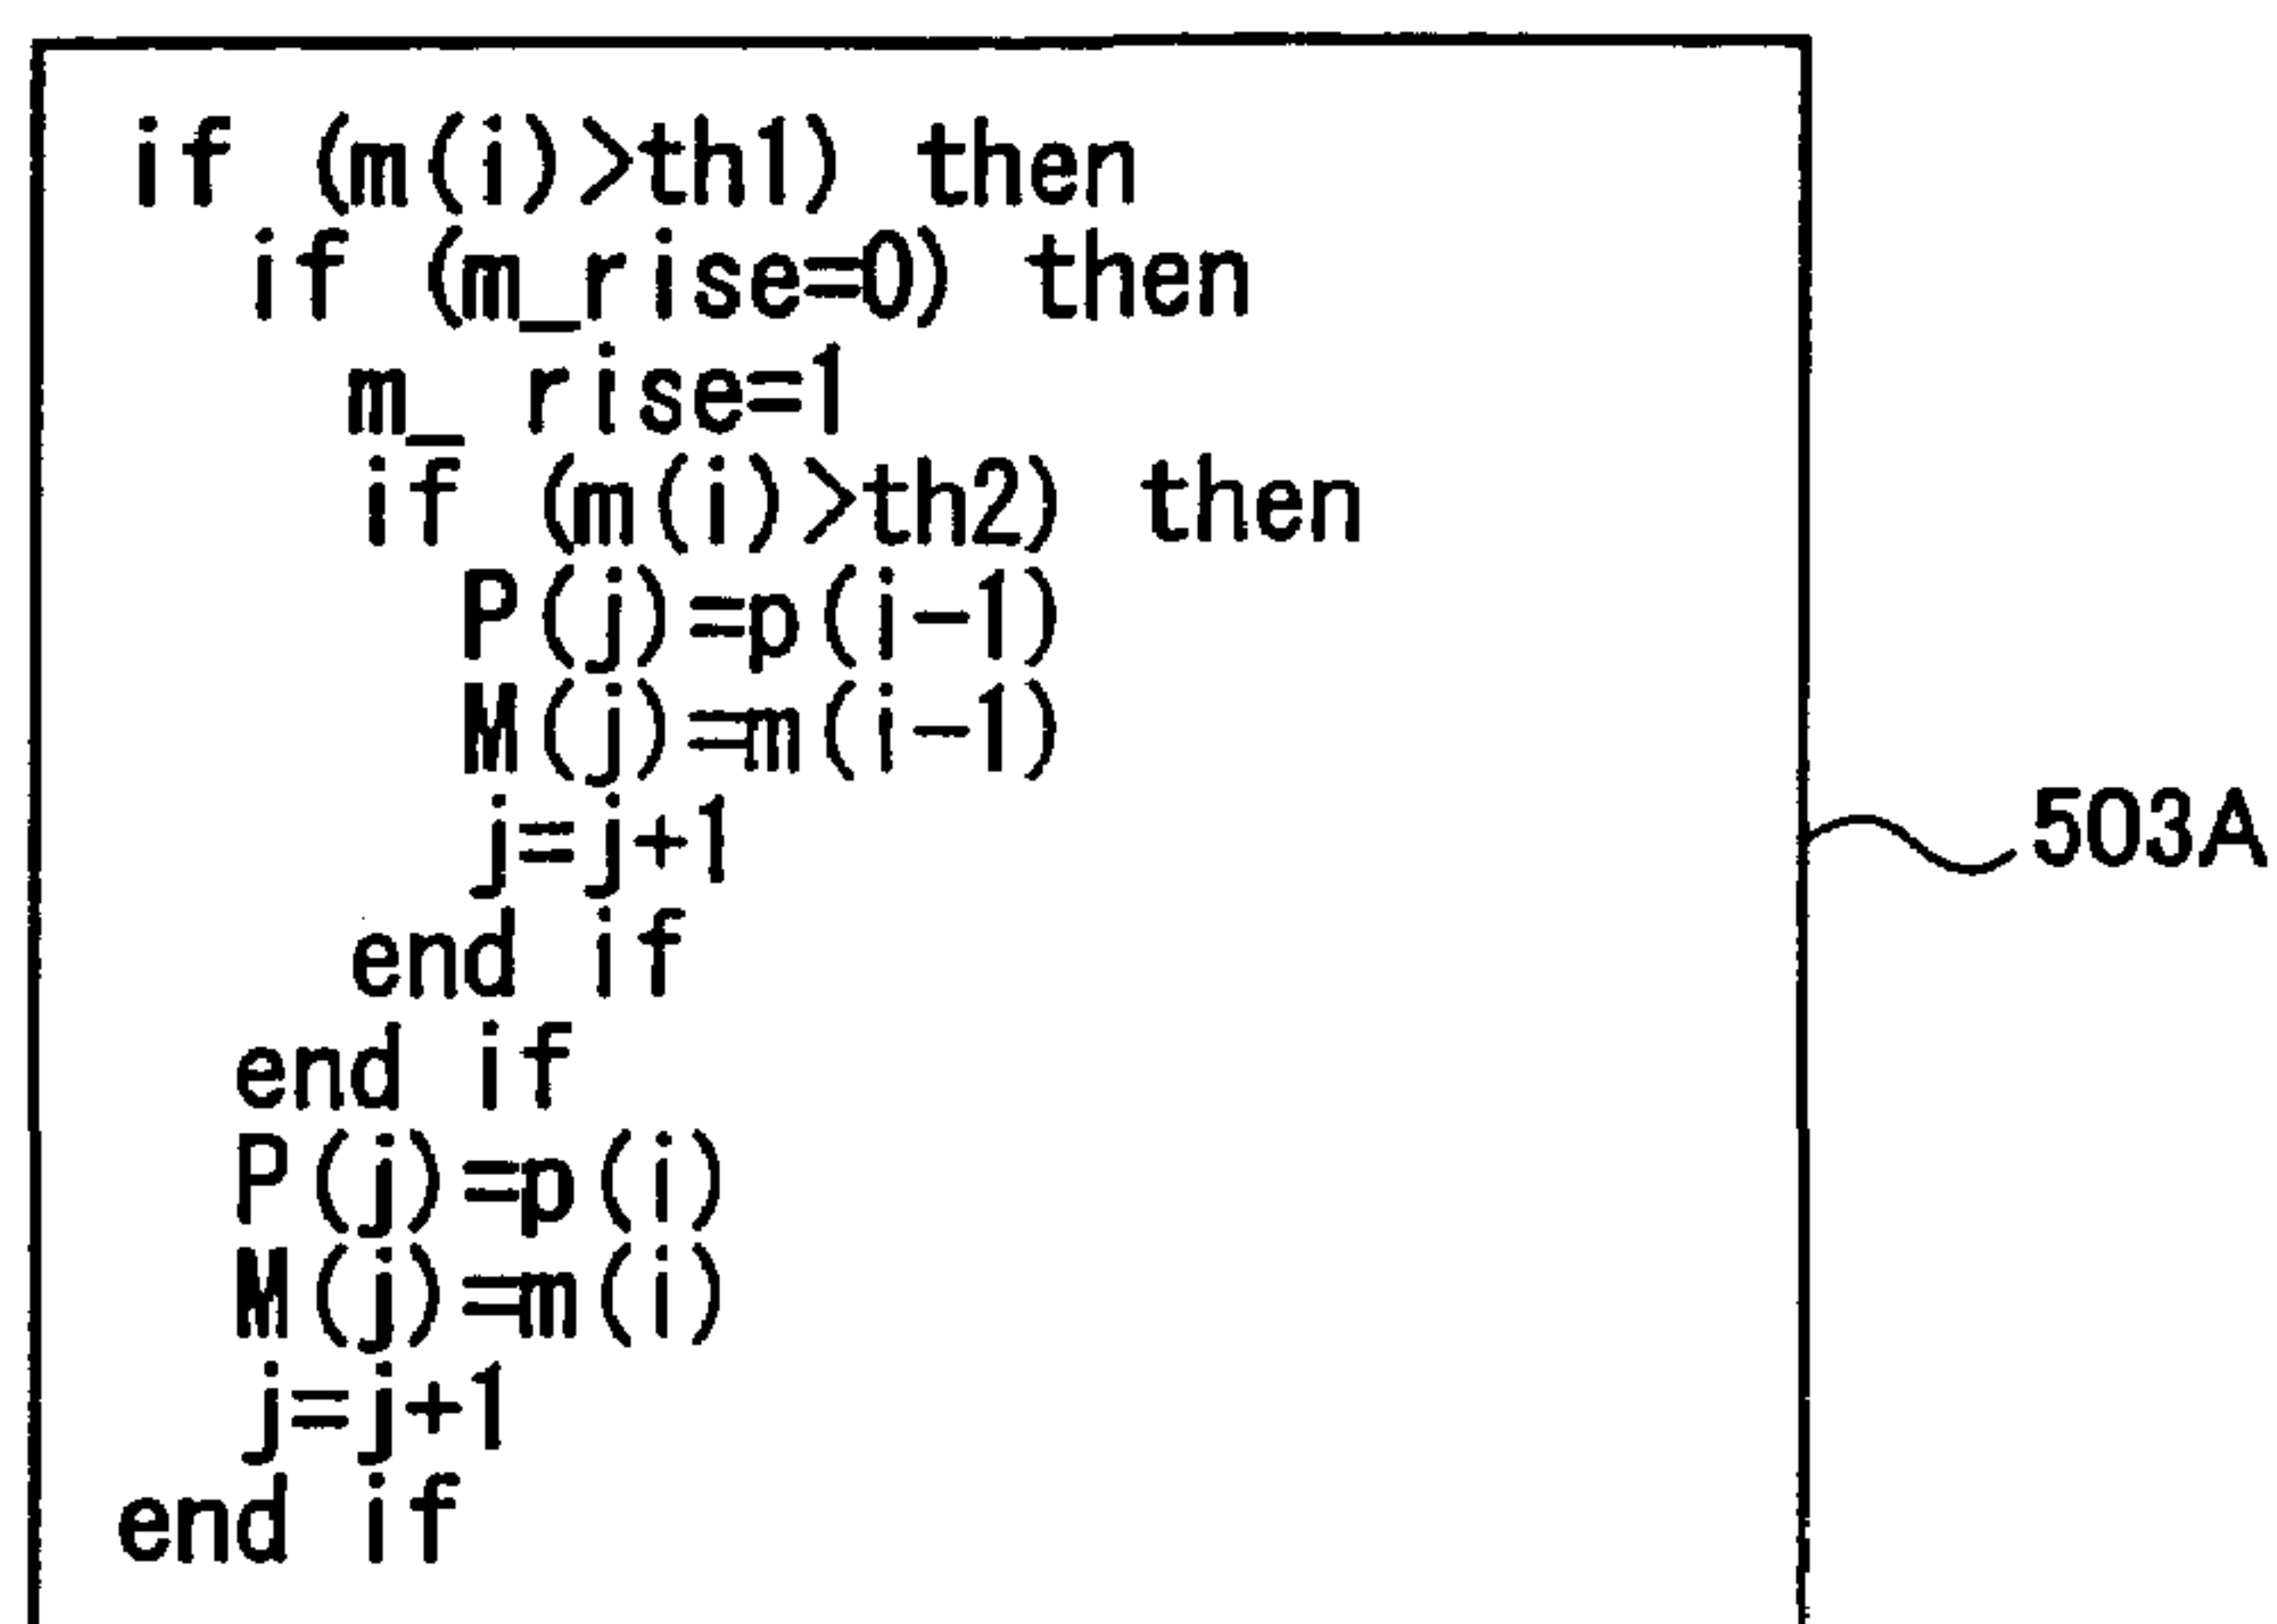 if (m(i)>th1) then
if (m_rise=0) then
m_ rise=1
if (m(i)>th2) then
P(j)=p(i-1)
M(j)=m(i-1)
j=j+1
end if
end if
P(j)=p(i)
M(j)=m(i)
j=j+1
end if
503A